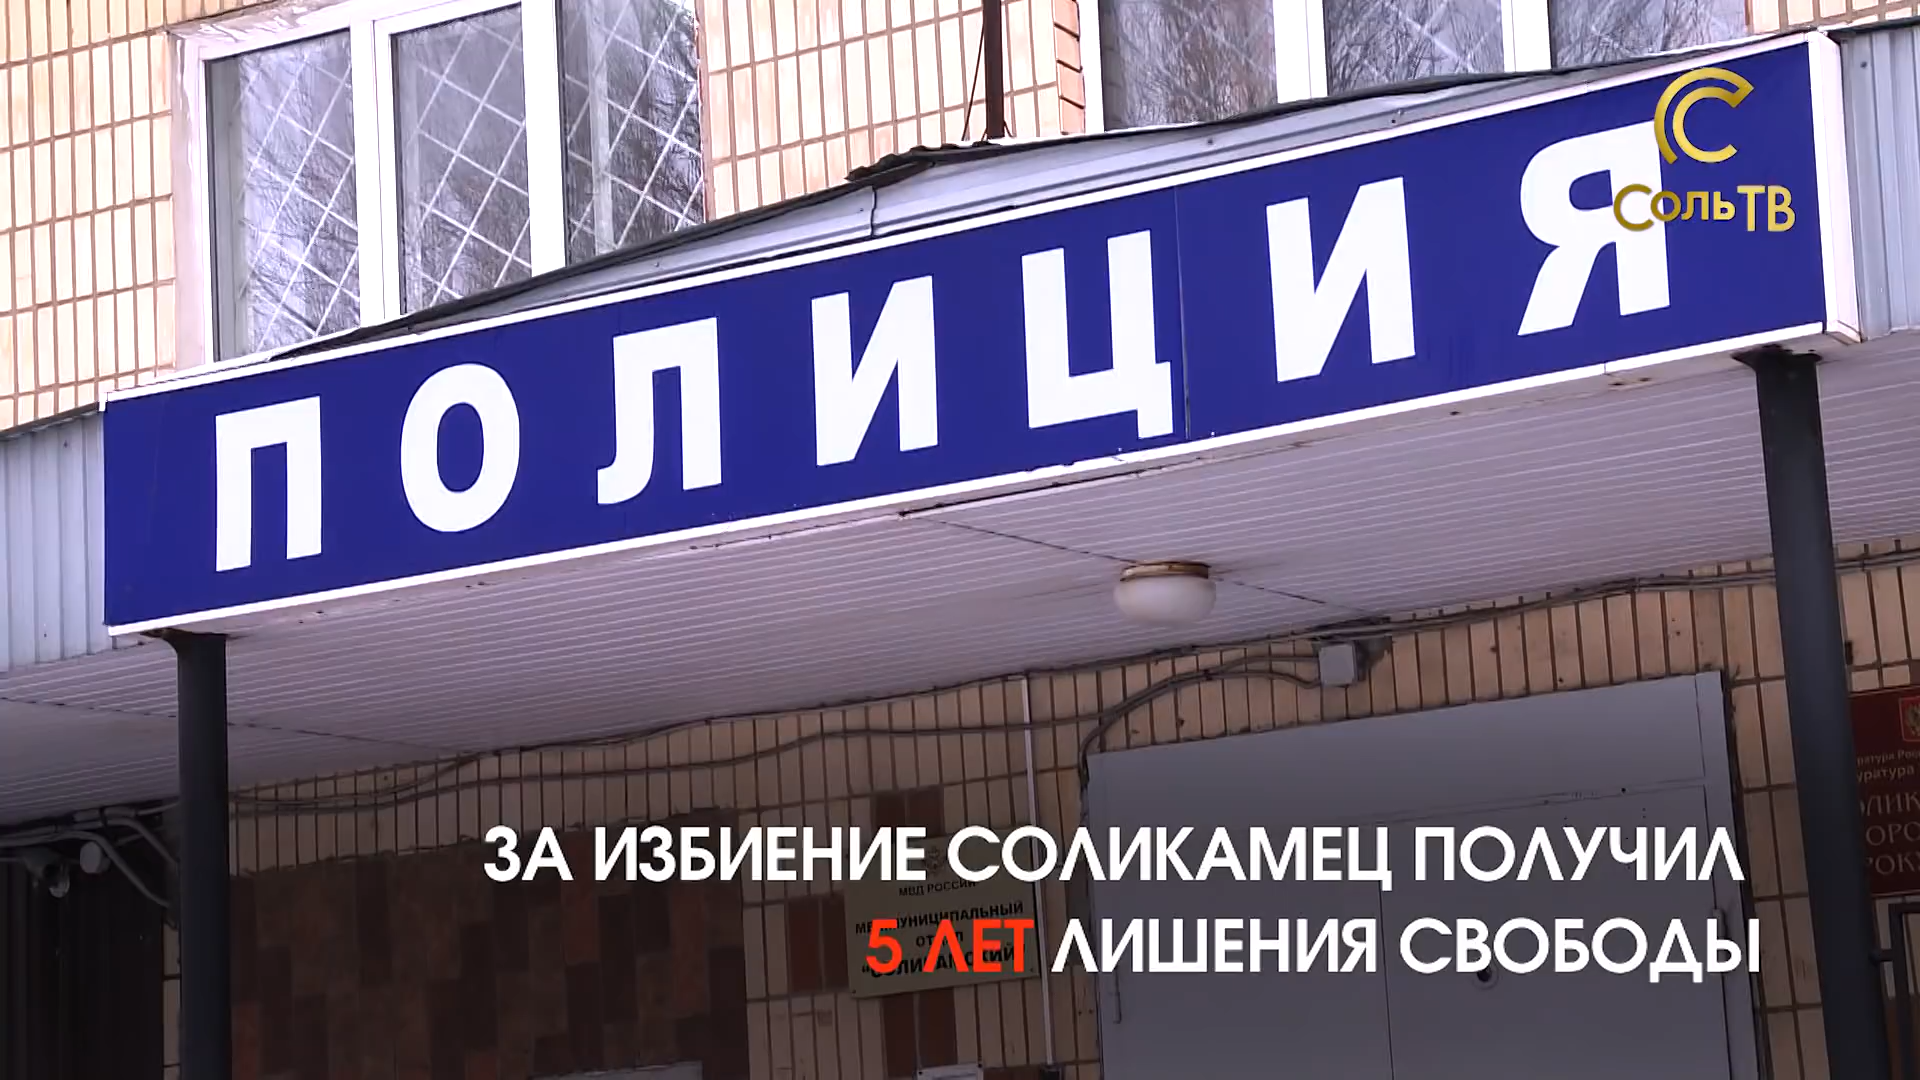 ПОЛИЦИЯ
С
СольТВ
ЗА ИЗБИЕНИЕ СОЛИКАМЕЦ ПОЛУЧИЛ
5 ЛЕТ ЛИШЕНИЯ СВОБОДЫ
МВД РОССИИ